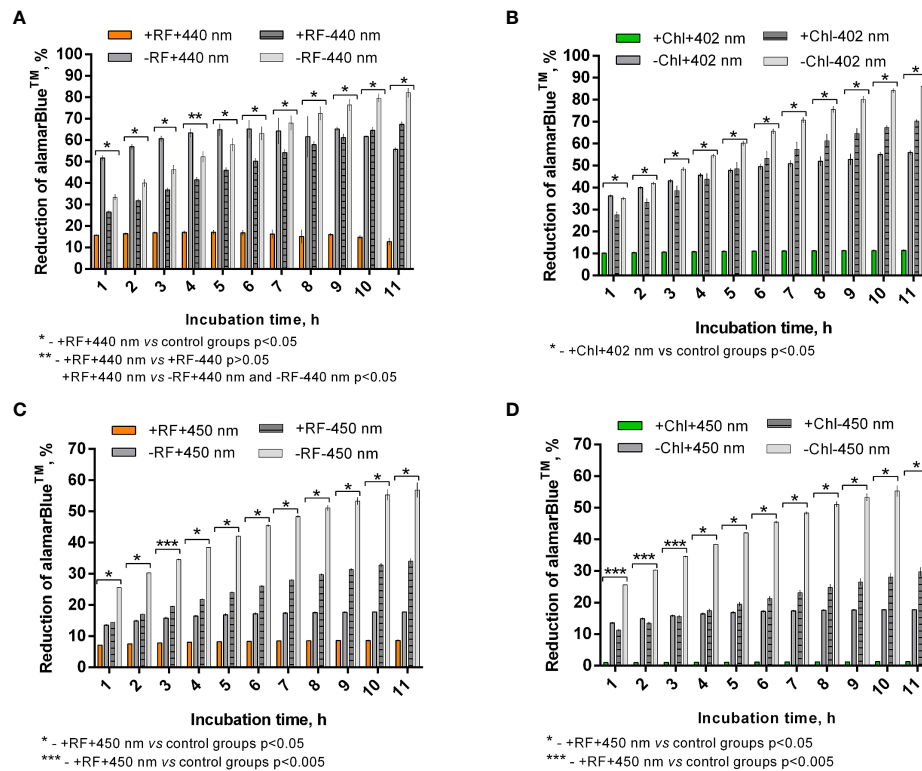 A
+RF+440 nm
+RF-440 nm
-RF+440 nm
-RF-440 nm
Reduction of alamarBlue™, %
100
90
80
70
60
50
40
30
20
10
0
* * * ** * * * * * * *
1 2 3 4 5 6 7 8 9 10 11
Incubation time, h
* - +RF+440 nm vs control groups p<0.05
** - +RF+440 nm vs +RF-440 p>0.05
+RF+440 nm vs -RF+440 nm and -RF-440 nm p<0.05
B
+Chl+402 nm
+Chl-402 nm
-Chl+402 nm
-Chl-402 nm
Reduction of alamarBlue™, %
100
90
80
70
60
50
40
30
20
10
0
* * * * * * * * * * *
1 2 3 4 5 6 7 8 9 10 11
Incubation time, h
* - +Chl+402 nm vs control groups p<0.05
C
+RF+450 nm
+RF-450 nm
-RF+450 nm
-RF-450 nm
Reduction of alamarBlue™, %
70
60
50
40
30
20
10
0
* * *** * * * * * * * *
1 2 3 4 5 6 7 8 9 10 11
Incubation time, h
* - +RF+450 nm vs control groups p<0.05
*** - +RF+450 nm vs control groups p<0.005
D
+Chl+450 nm
+Chl-450 nm
-Chl+450 nm
-Chl-450 nm
Reduction of alamarBlue™, %
70
60
50
40
30
20
10
0
*** *** *** * * * * * * * *
1 2 3 4 5 6 7 8 9 10 11
Incubation time, h
* - +RF+450 nm vs control groups p<0.05
*** - +RF+450 nm vs control groups p<0.005